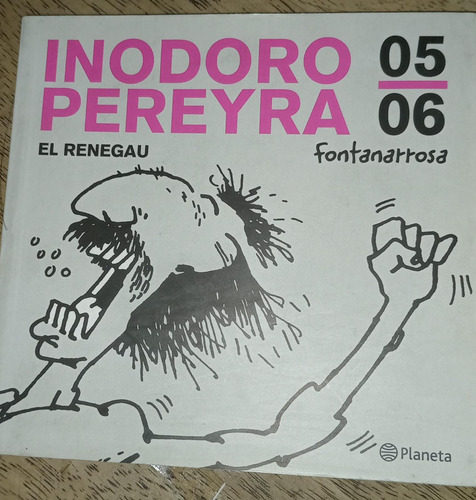 INODORO
PEREYRA
EL RENEGAU
05
06
fontanarrosa
Planeta